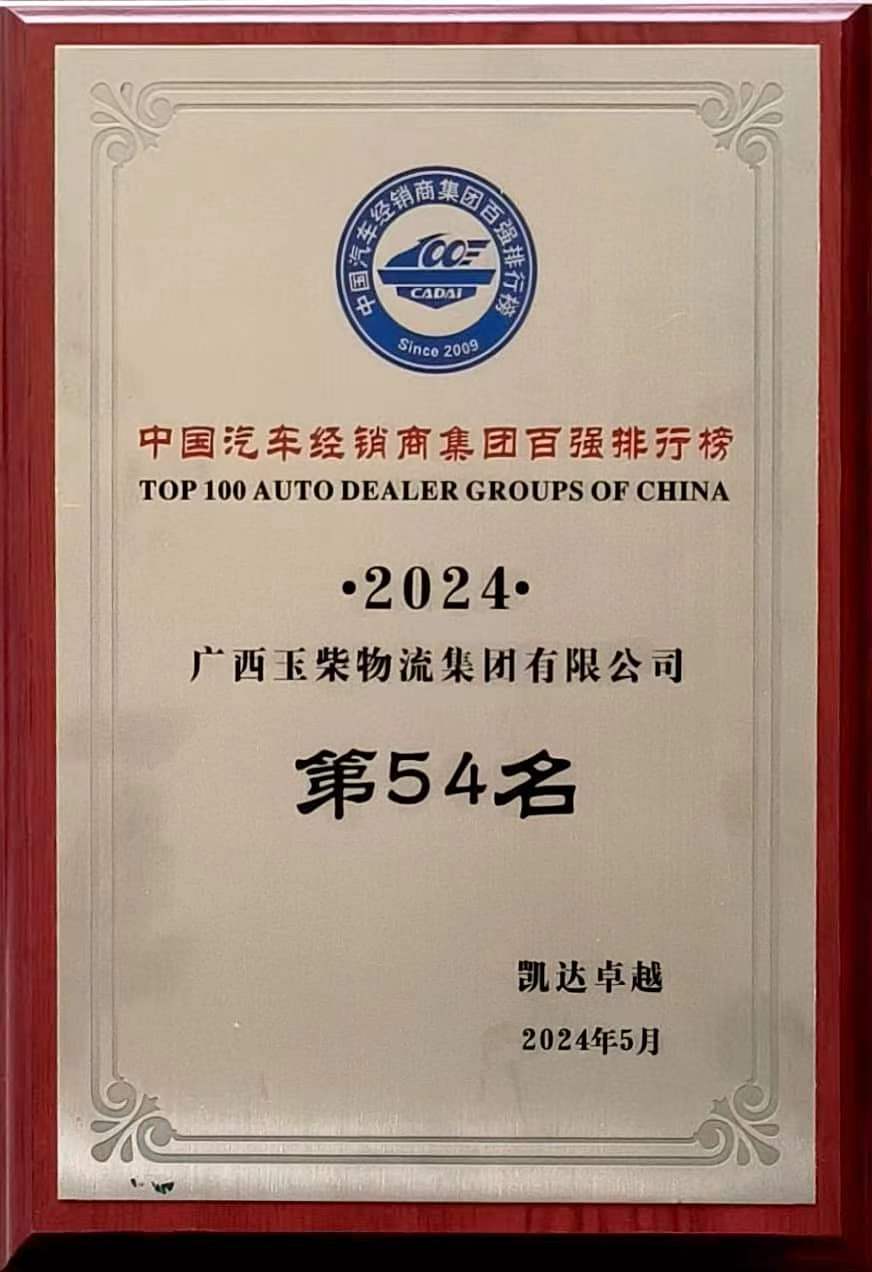 中国汽车经销商集团百强排行榜
100E
CADAI
Since 2009
中国汽车经销商集团百强排行榜
TOP 100 AUTO DEALER GROUPS OF CHINA
·2024·
广西玉柴物流集团有限公司
第54名
凯达卓越
2024年5月